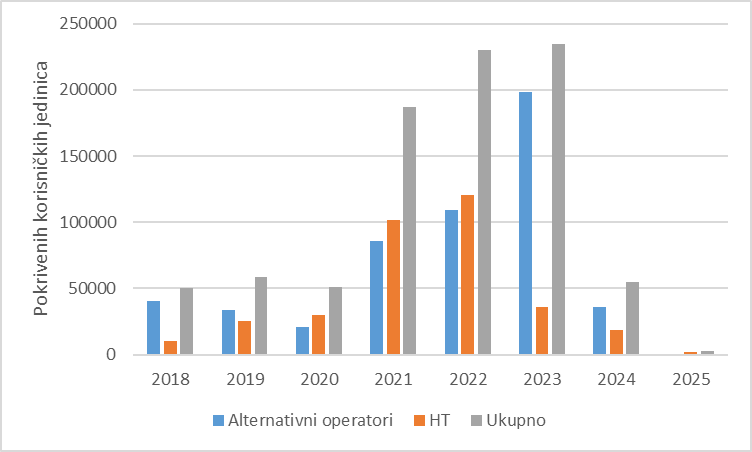 Pokrivenih korisničkih jedinica
250000
200000
150000
100000
50000
0
2018 2019 2020 2021 2022 2023 2024 2025
Alternativni operatori HT Ukupno